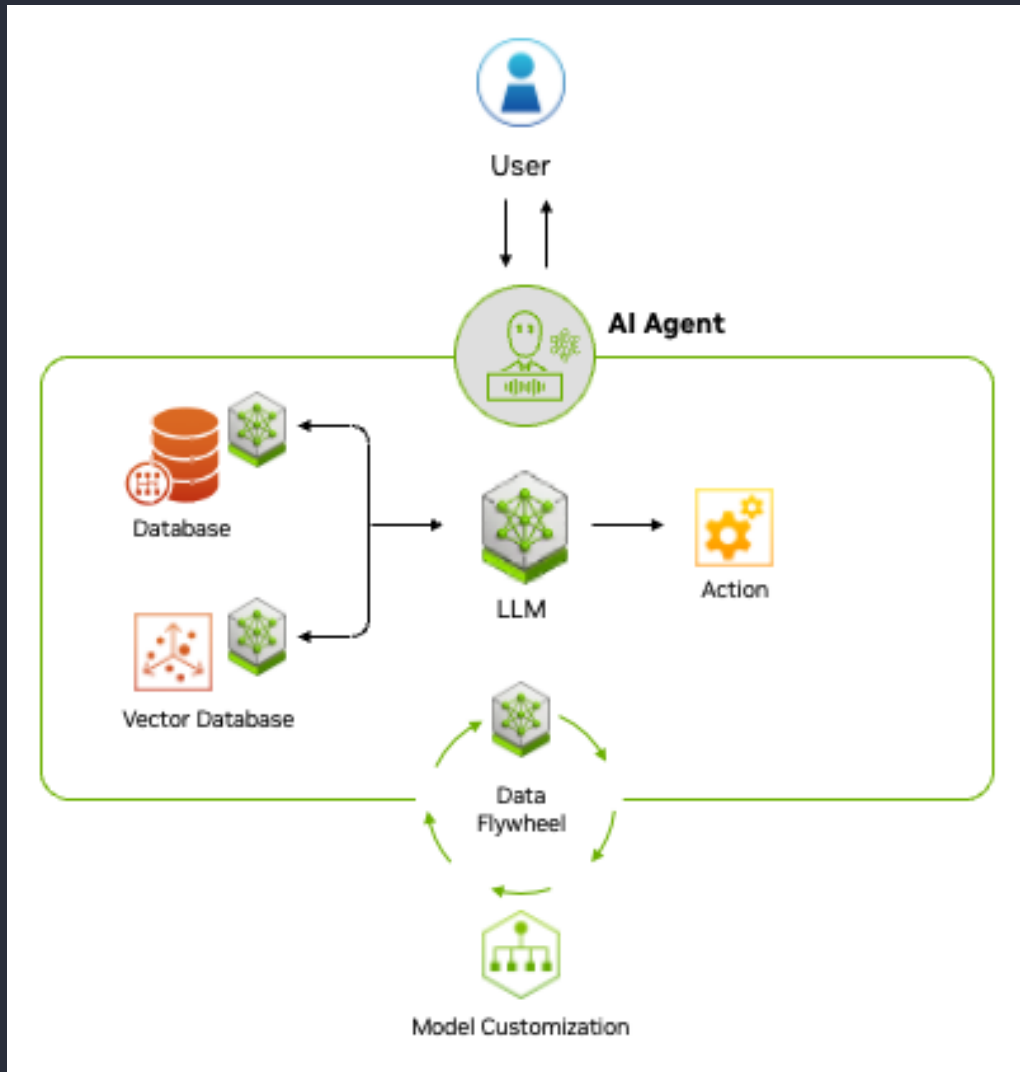 User
AI Agent
Database
LLM
Action
Vector Database
Data
Flywheel
Model Customization